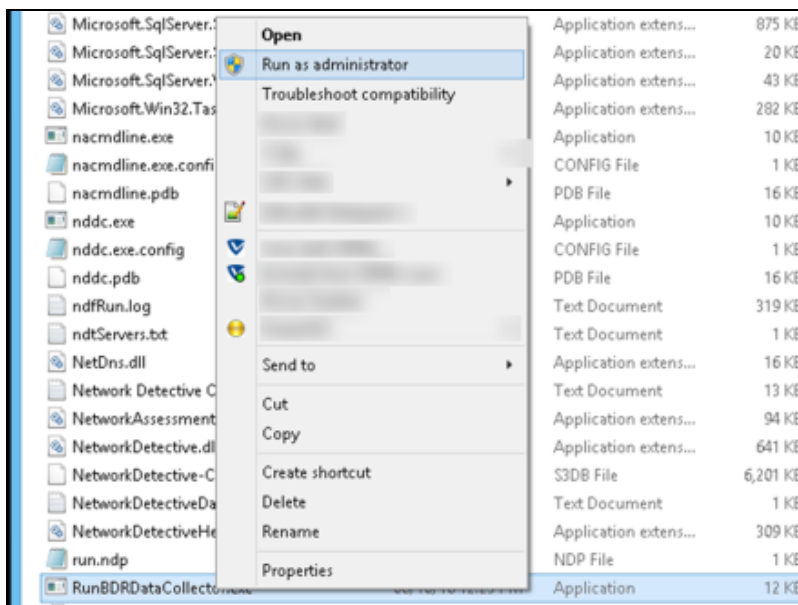 Microsoft.SqlServer. Application extens... 875 KB
Open
Microsoft.SqlServer. Application extens... 20 KB
Run as administrator
Microsoft.SqlServer. Application extens... 43 KB
Troubleshoot compatibility
Microsoft.Win32.Tas Application extens... 282 KB
nacmdline.exe Application 10 KB
nacmdline.exe.confi CONFIG File 1 KB
nacmdline.pdb PDB File 16 KB
nddc.exe Application 10 KB
nddc.exe.config CONFIG File 1 KB
nddc.pdb PDB File 16 KB
ndfRun.log Text Document 319 KB
ndtServers.txt Text Document 1 KB
NetDns.dll Application extens... 16 KB
Send to
Network Detective C Text Document 13 KB
Cut
NetworkAssessment Application extens... 94 KB
Copy
NetworkDetective.dl Application extens... 641 KB
Create shortcut
NetworkDetective-C S3DB File 6,201 KB
Delete
NetworkDetectiveDa Text Document 1 KB
Rename
NetworkDetectiveHe Application extens... 309 KB
run.ndp NDP File 1 KB
Properties
RunBDRDataCollector.exe Application 12 KB